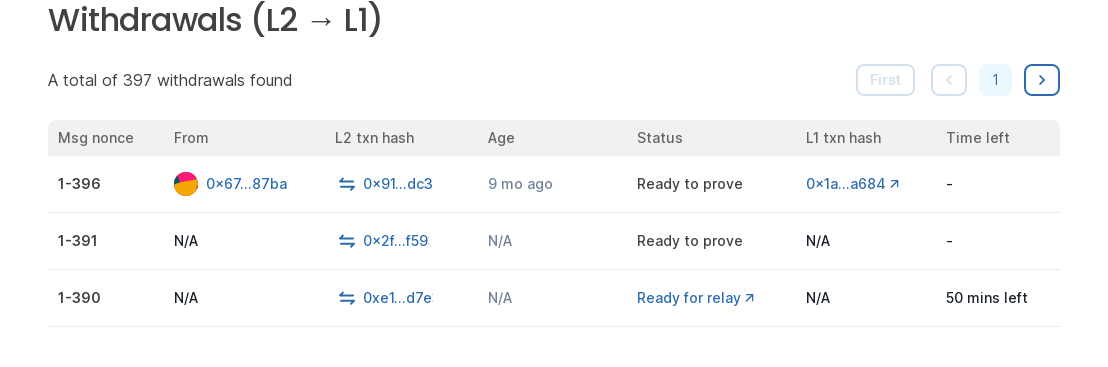 Withdrawals (L2 → L1)
A total of 397 withdrawals found
First 1
Msg nonce From L2 txn hash Age Status L1 txn hash Time left
1-396 0x67...87ba 0x91...dc3 9 mo ago Ready to prove 0x1a...a684 -
1-391 N/A 0x2f...f59 N/A Ready to prove N/A -
1-390 N/A 0xe1...d7e N/A Ready for relay N/A 50 mins left